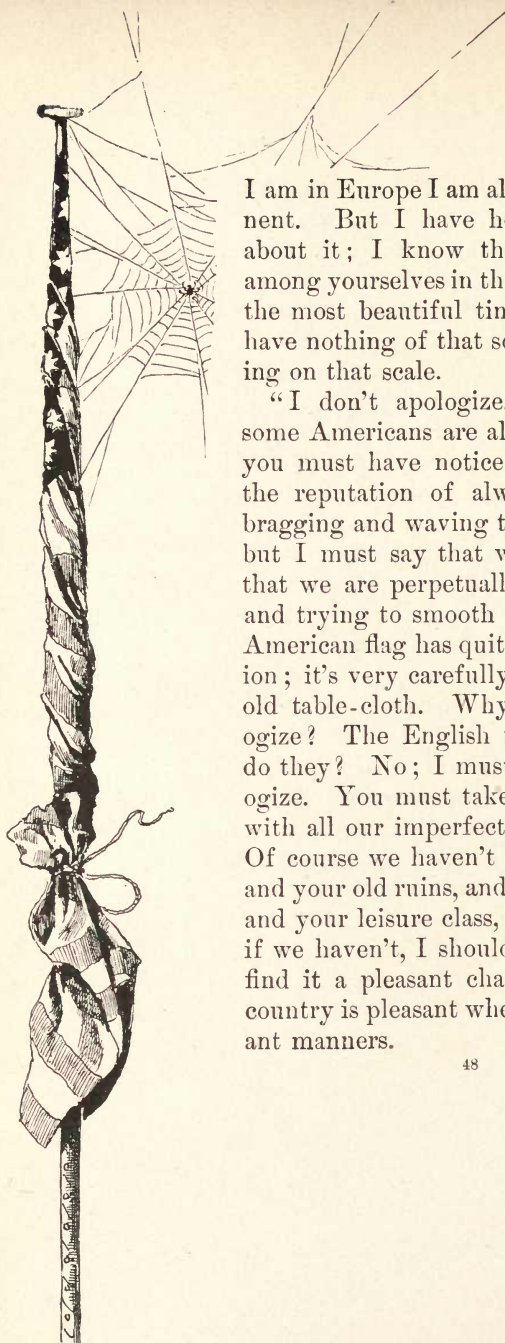 I am in Europe I am al
nent. But I have he
about it; I know th
among yourselves in th
the most beautiful tin
have nothing of that so
ing on that scale.
“I don't apologize
some Americans are al
you must have notice
the reputation of alw
bragging and waving t
but I must say that w
that we are perpetuall
and trying to smooth
American flag has quit
ion; it's very carefully
old table-cloth. Why
ogize? The English
do they? No; I mus
ogize. You must take
with all our imperfect
Of course we haven't
and your old ruins, and
and your leisure class,
if we haven't, I should
find it a pleasant cha
country is pleasant whe
ant manners.
48